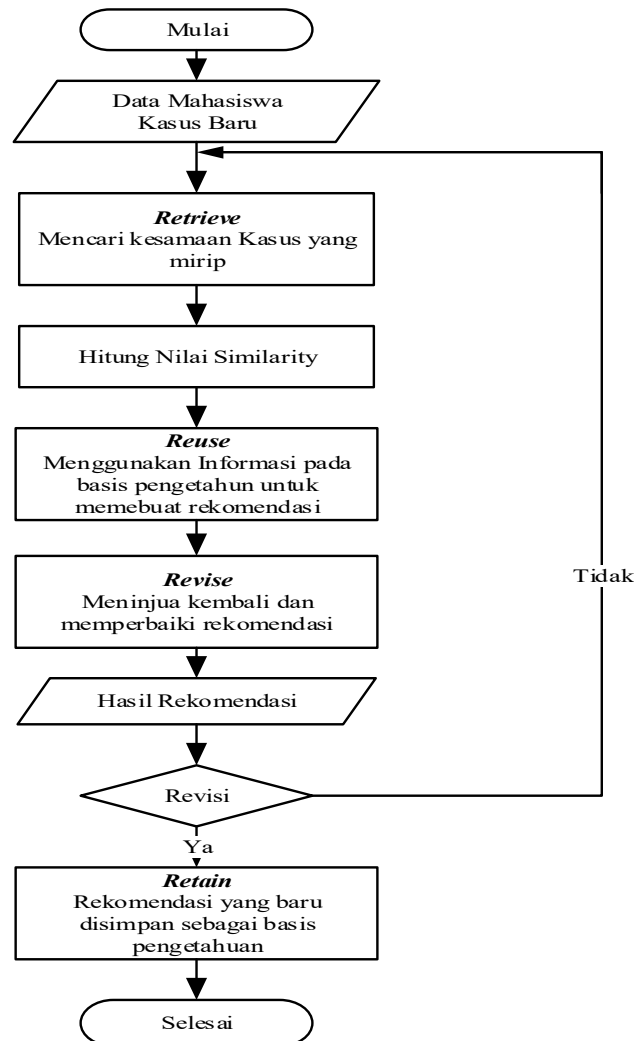 Mulai
Data Mahasiswa
Kasus Baru
Retrieve
Mencari kesamaan Kasus yang
mirip
Hitung Nilai Similarity
Reuse
Menggunakan Informasi pada
basis pengetahun untuk
memebuat rekomendasi
Revise
Meninjua kembali dan
memperbaiki rekomendasi
Tidak
Hasil Rekomendasi
Revisi
Ya
Retain
Rekomendasi yang baru
disimpan sebagai basis
pengetahuan
Selesai